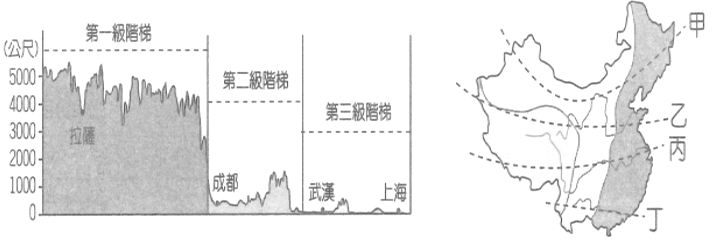 (公尺)
第一級階梯
第二級階梯
第三級階梯
5000
4000
3000
2000
1000
0
拉薩
成都
武漢
上海
甲
乙
丙
丁